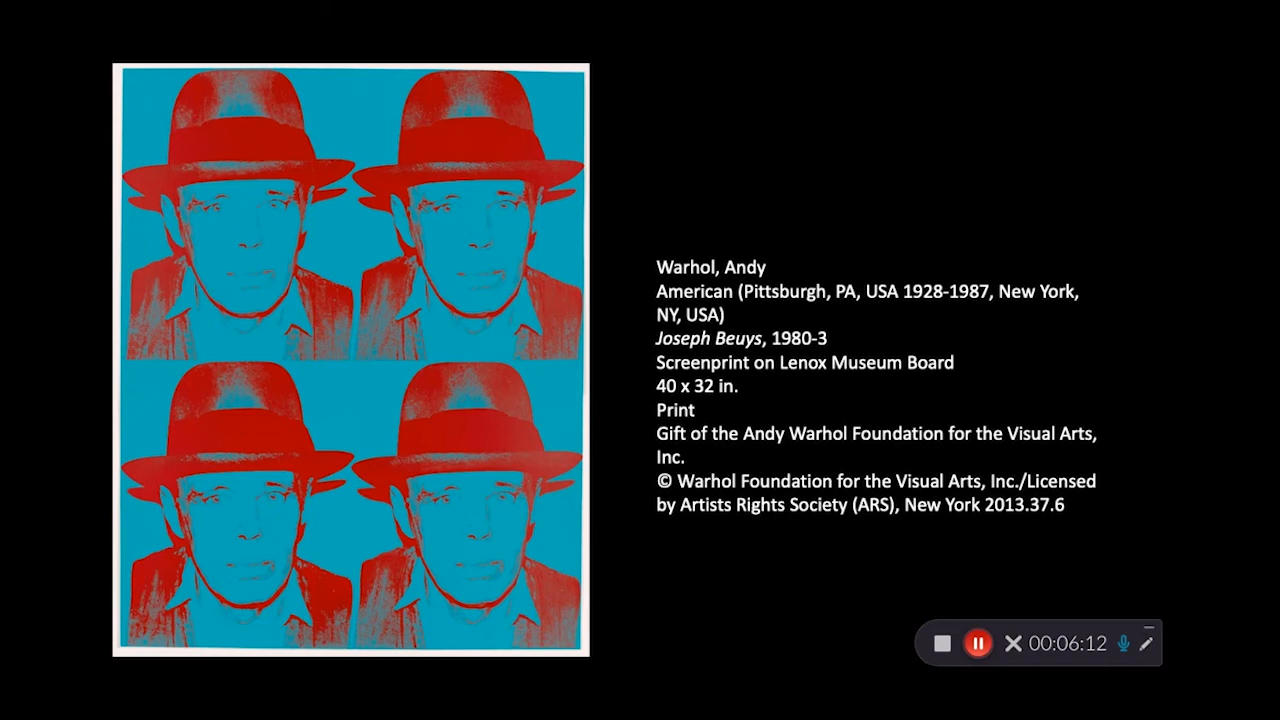 Warhol, Andy
American (Pittsburgh, PA, USA 1928-1987, New York,
NY, USA)
Joseph Beuys, 1980-3
Screenprint on Lenox Museum Board
40 x 32 in.
Print
Gift of the Andy Warhol Foundation for the Visual Arts,
Inc.
© Warhol Foundation for the Visual Arts, Inc./Licensed
by Artists Rights Society (ARS), New York 2013.37.6
00:06:12